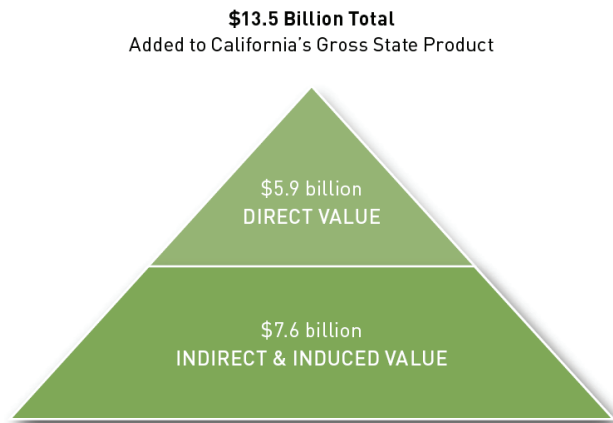 $13.5 Billion Total
Added to California's Gross State Product
$5.9 billion
DIRECT VALUE
$7.6 billion
INDIRECT & INDUCED VALUE